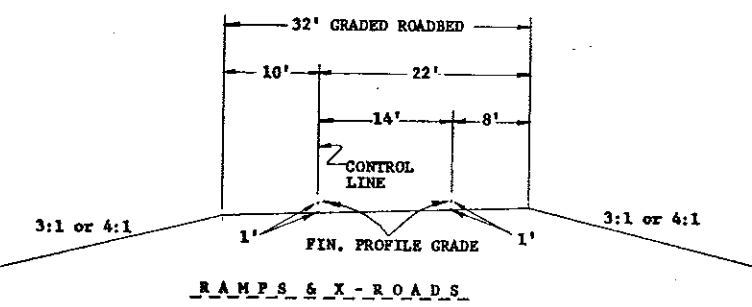 32' GRADED ROADBED
10' 22'
14' 8'
CONTROL
LINE
3:1 or 4:1 3:1 or 4:1
1' FIN. PROFILE GRADE 1'
RAMPS & X-ROADS